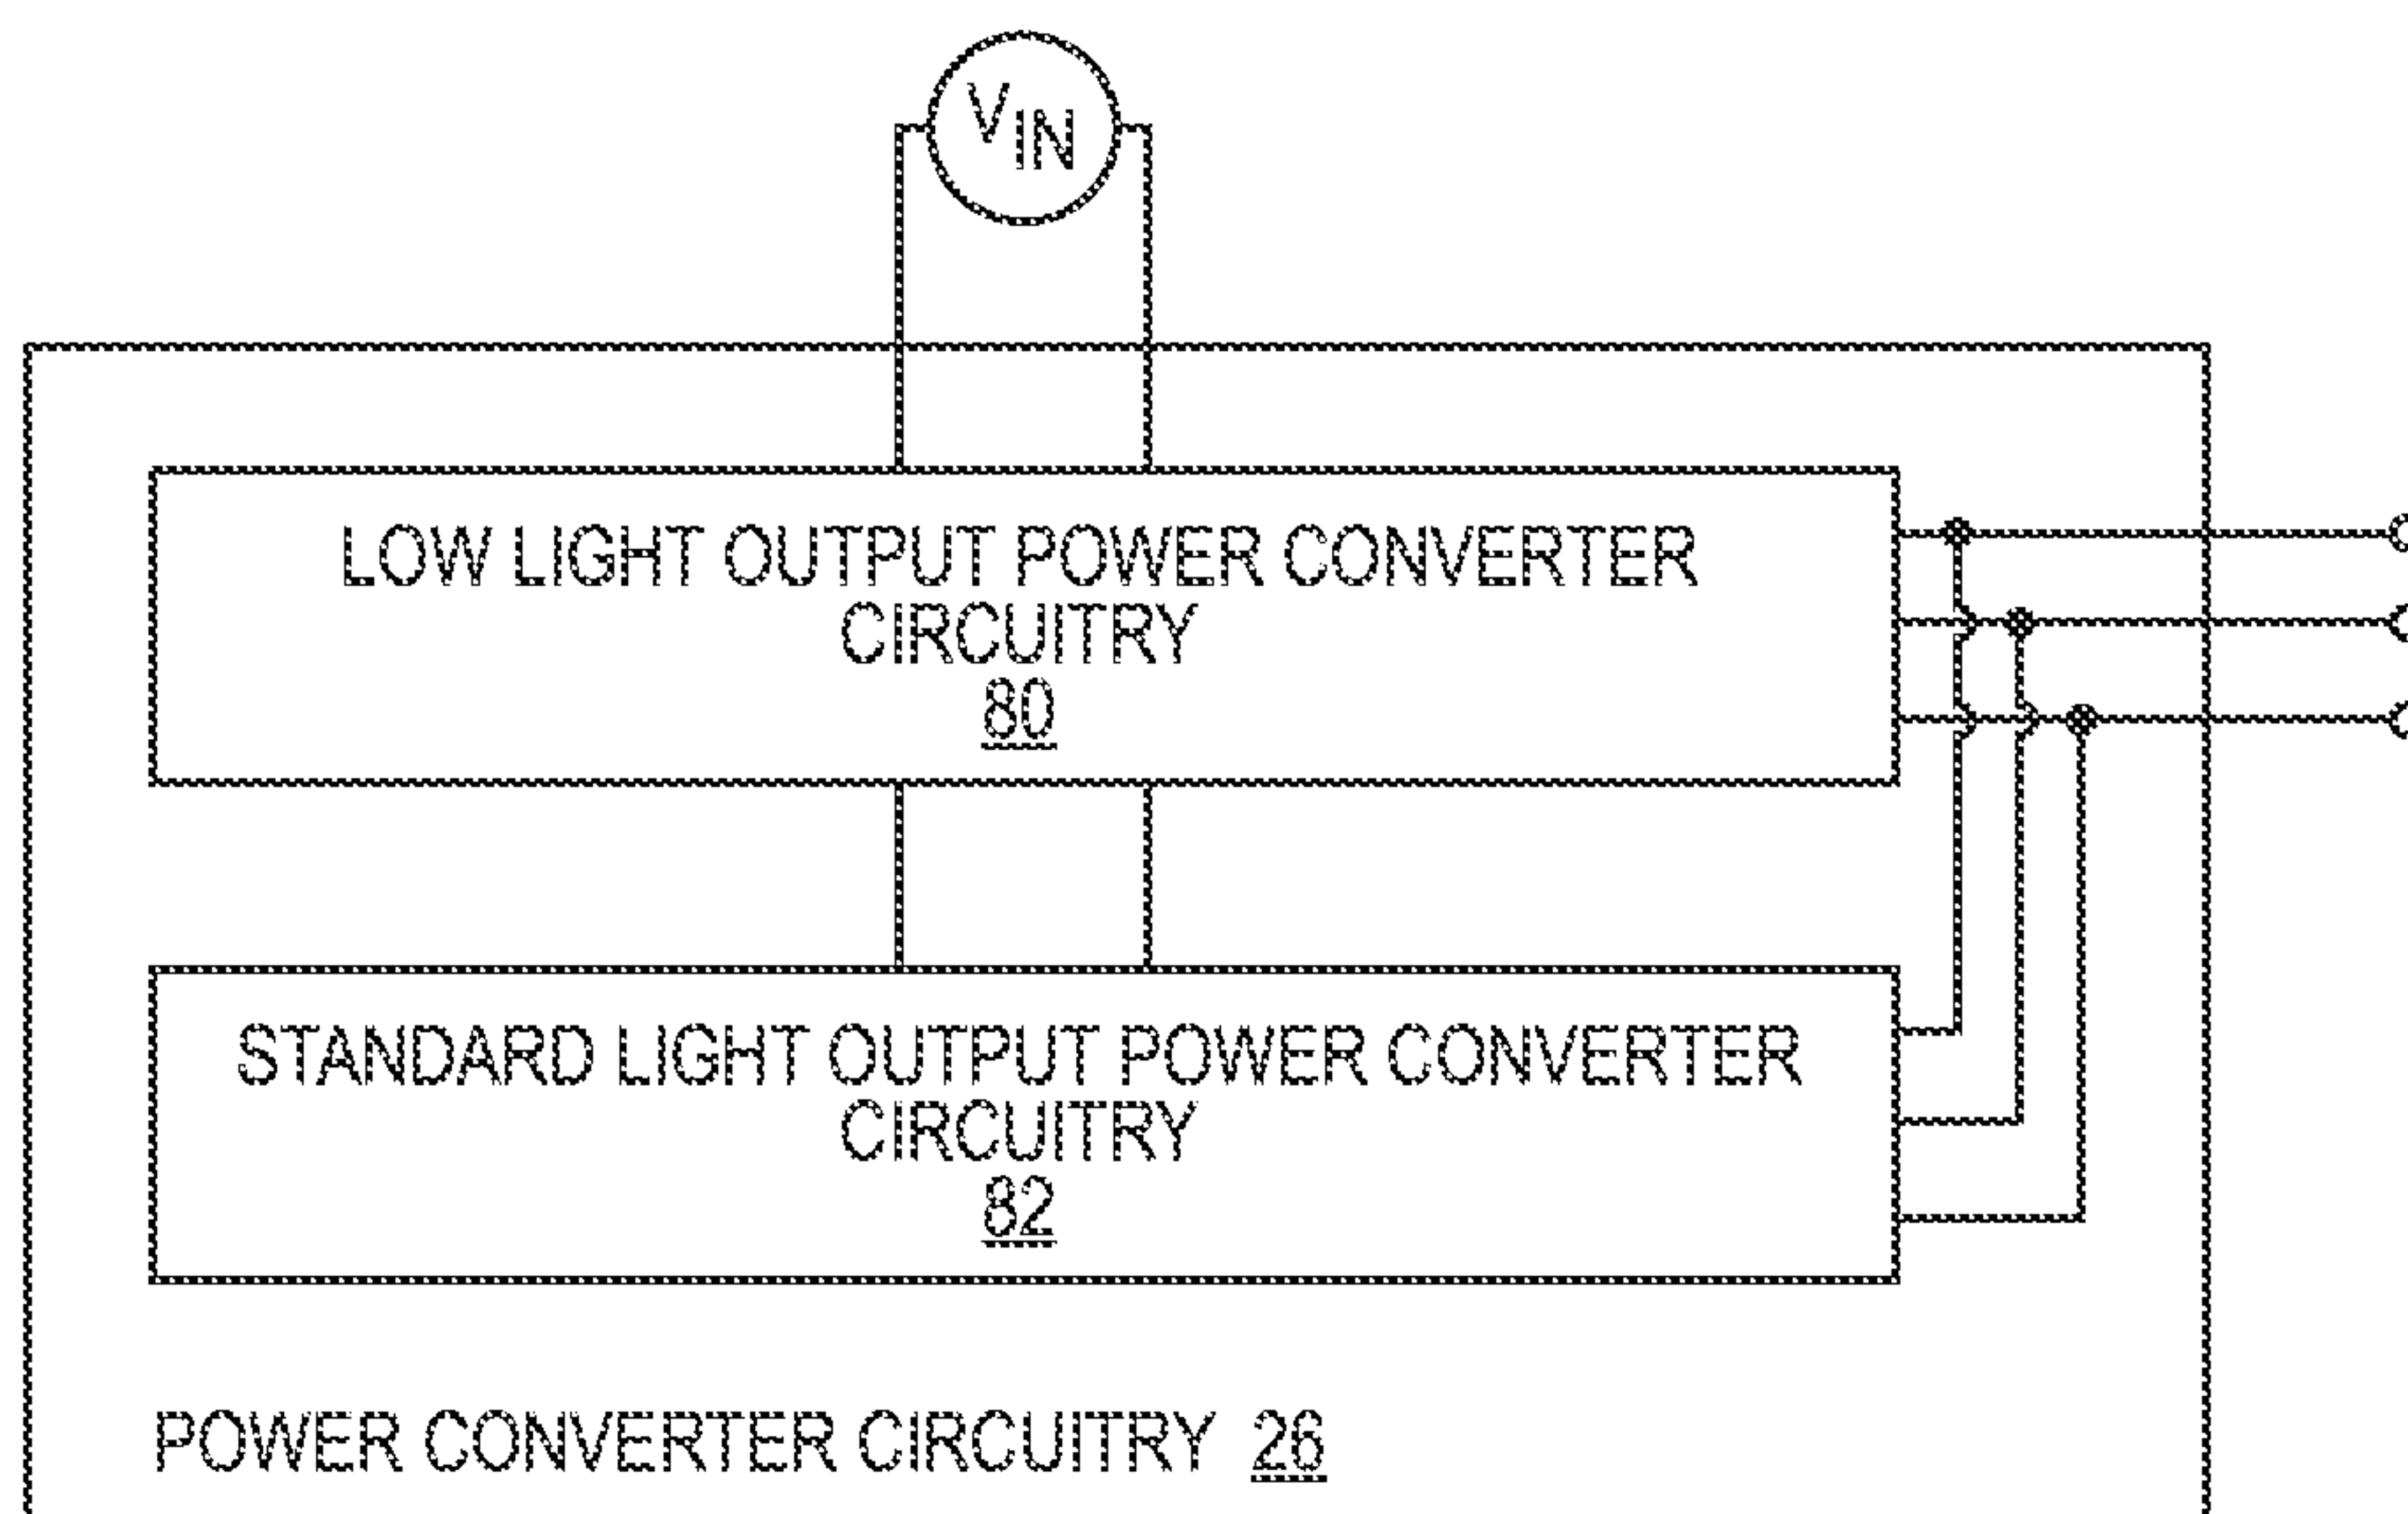 VIN
LOW LIGHT OUTPUT POWER CONVERTER
CIRCUITRY
80
STANDARD LIGHT OUTPUT POWER CONVERTER
CIRCUITRY
82
POWER CONVERTER CIRCUITRY 26